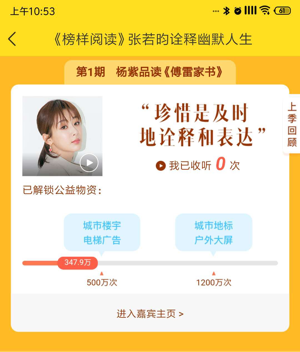 上午10:53
《榜样阅读》张若昀诠释幽默人生
第1期 杨紫品读《傅雷家书》
“珍惜是及时
地诠释和表达”
我已收听 0 次
上季回顾
已解锁公益物资：
城市楼宇
电梯广告
城市地标
户外大屏
347.9万
500万次
1200万次
进入嘉宾主页 >